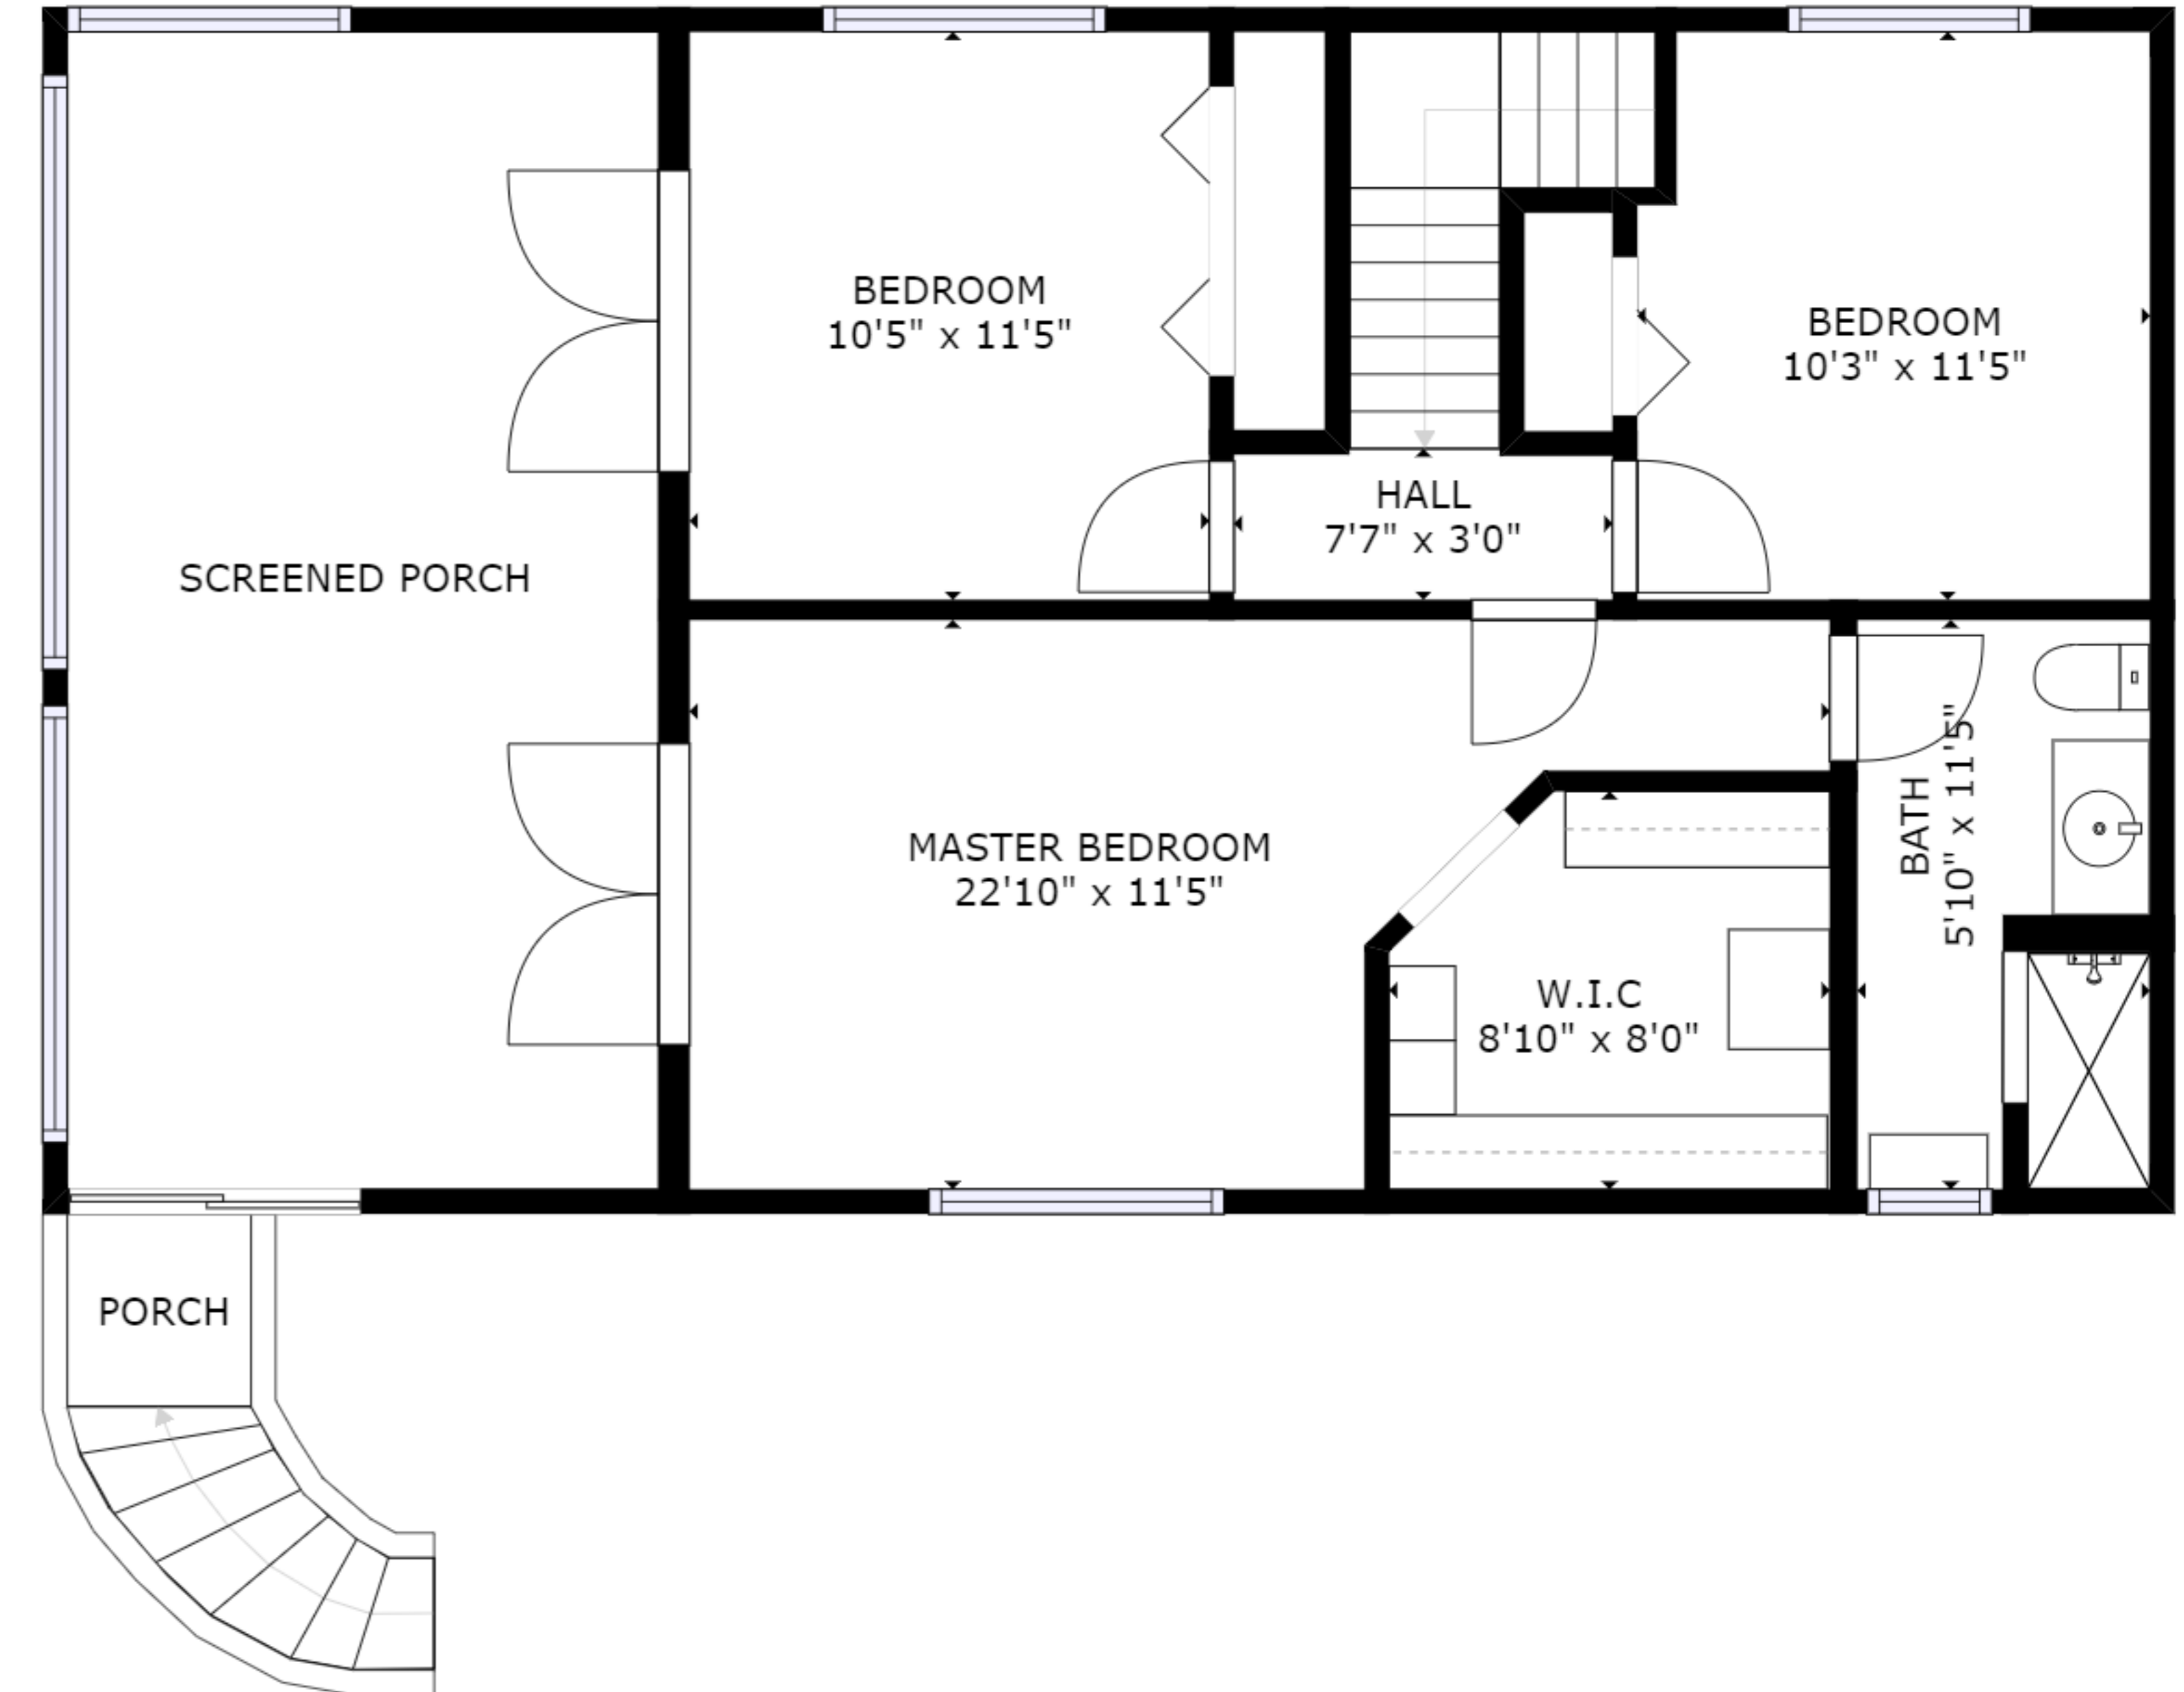 BEDROOM
10'5" x 11'5"
BEDROOM
10'3" x 11'5"
HALL
7'7" x 3'0"
SCREENED PORCH
MASTER BEDROOM
22'10" x 11'5"
BATH
5'10" x 11'5"
W.I.C
8'10" x 8'0"
PORCH